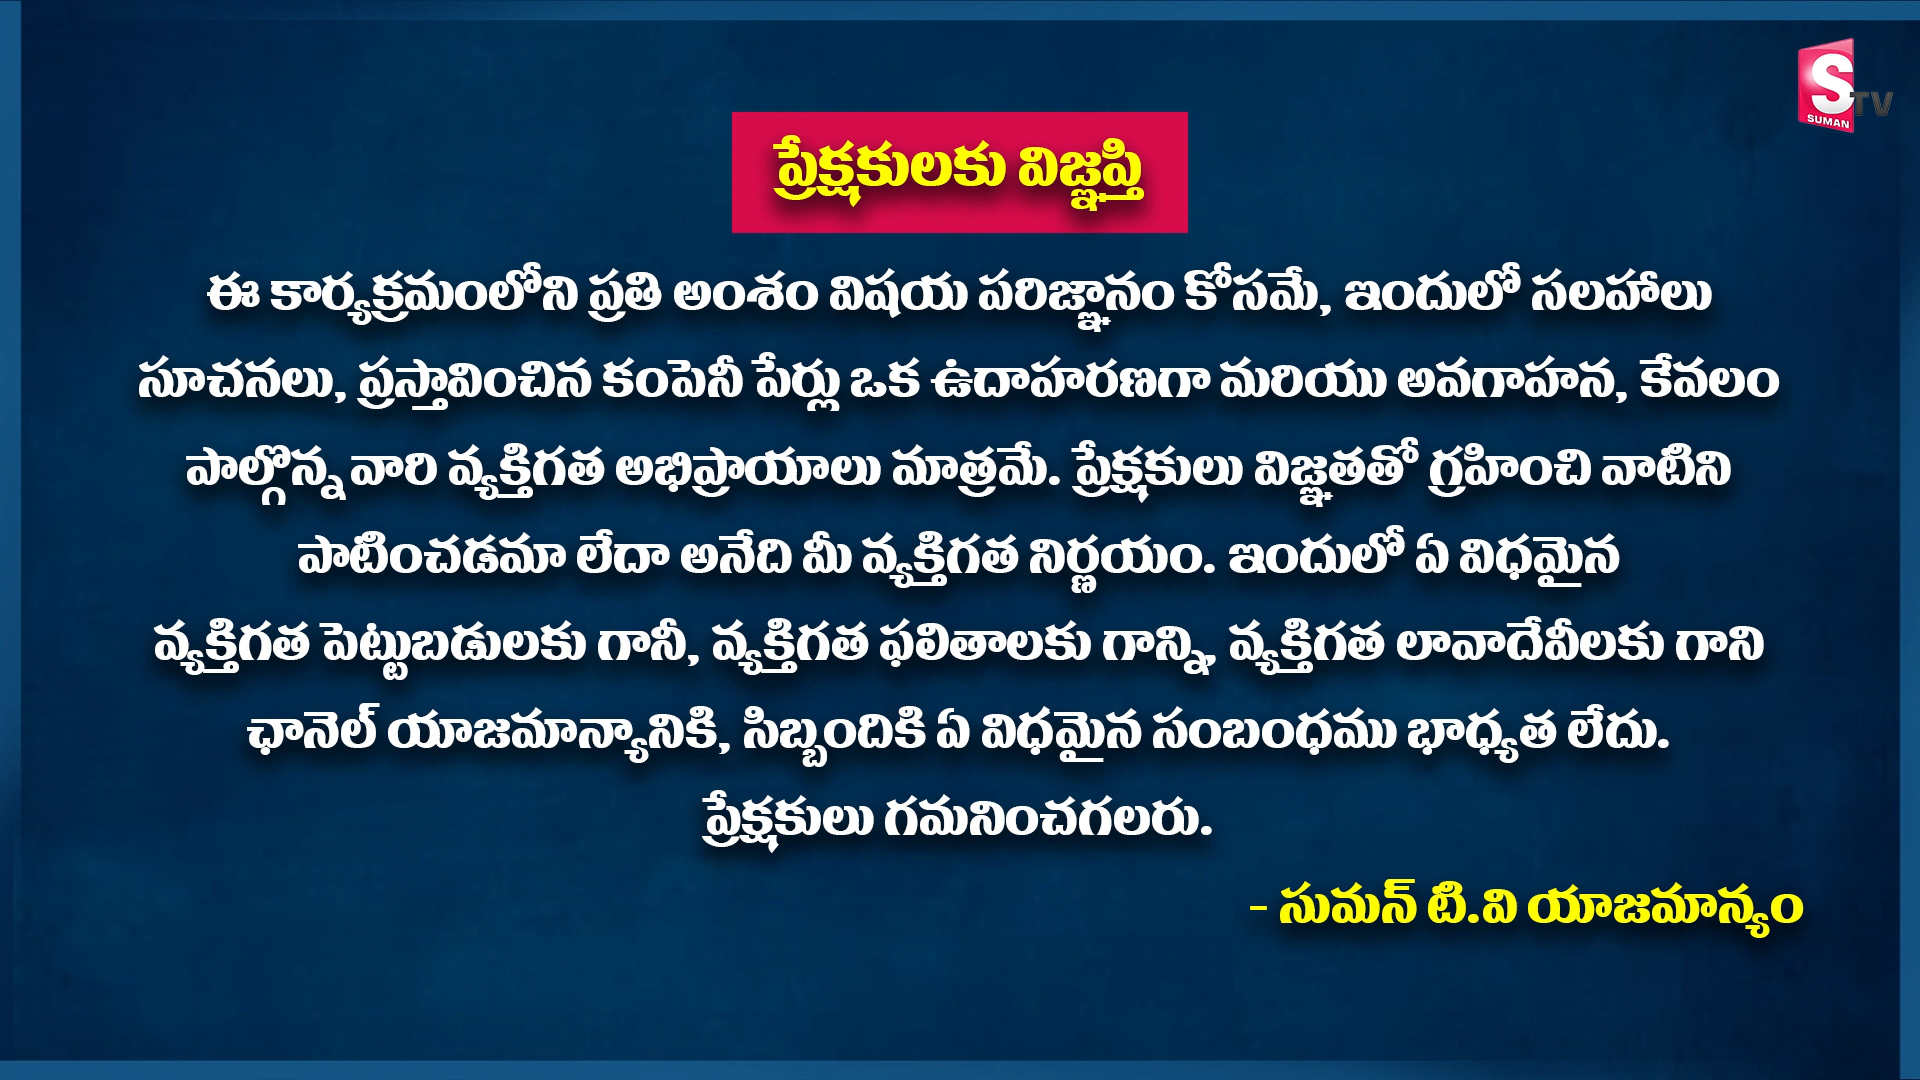 S
TV
SUMAN
ప్రేక్షకులకు విజ్ఞప్తి
ఈ కార్యక్రమంలోని ప్రతి అంశం విషయ పరిజ్ఞానం కోసమే, ఇందులో సలహాలు
సూచనలు, ప్రస్తావించిన కంపెనీ పేర్లు ఒక ఉదాహరణగా మరియు అవగాహన, కేవలం
పాల్గొన్న వారి వ్యక్తిగత అభిప్రాయాలు మాత్రమే. ప్రేక్షకులు విజ్ఞతతో గ్రహించి వాటిని
పాటించడమా లేదా అనేది మీ వ్యక్తిగత నిర్ణయం. ఇందులో ఏ విధమైన
వ్యక్తిగత పెట్టుబడులకు గానీ, వ్యక్తిగత ఫలితాలకు గాన్ని, వ్యక్తిగత లావాదేవీలకు గాని
ఛానెల్ యాజమాన్యానికి, సిబ్బందికి ఏ విధమైన సంబంధము భాధ్యత లేదు.
ప్రేక్షకులు గమనించగలరు.
- సుమన్ టి.వి యాజమాన్యం